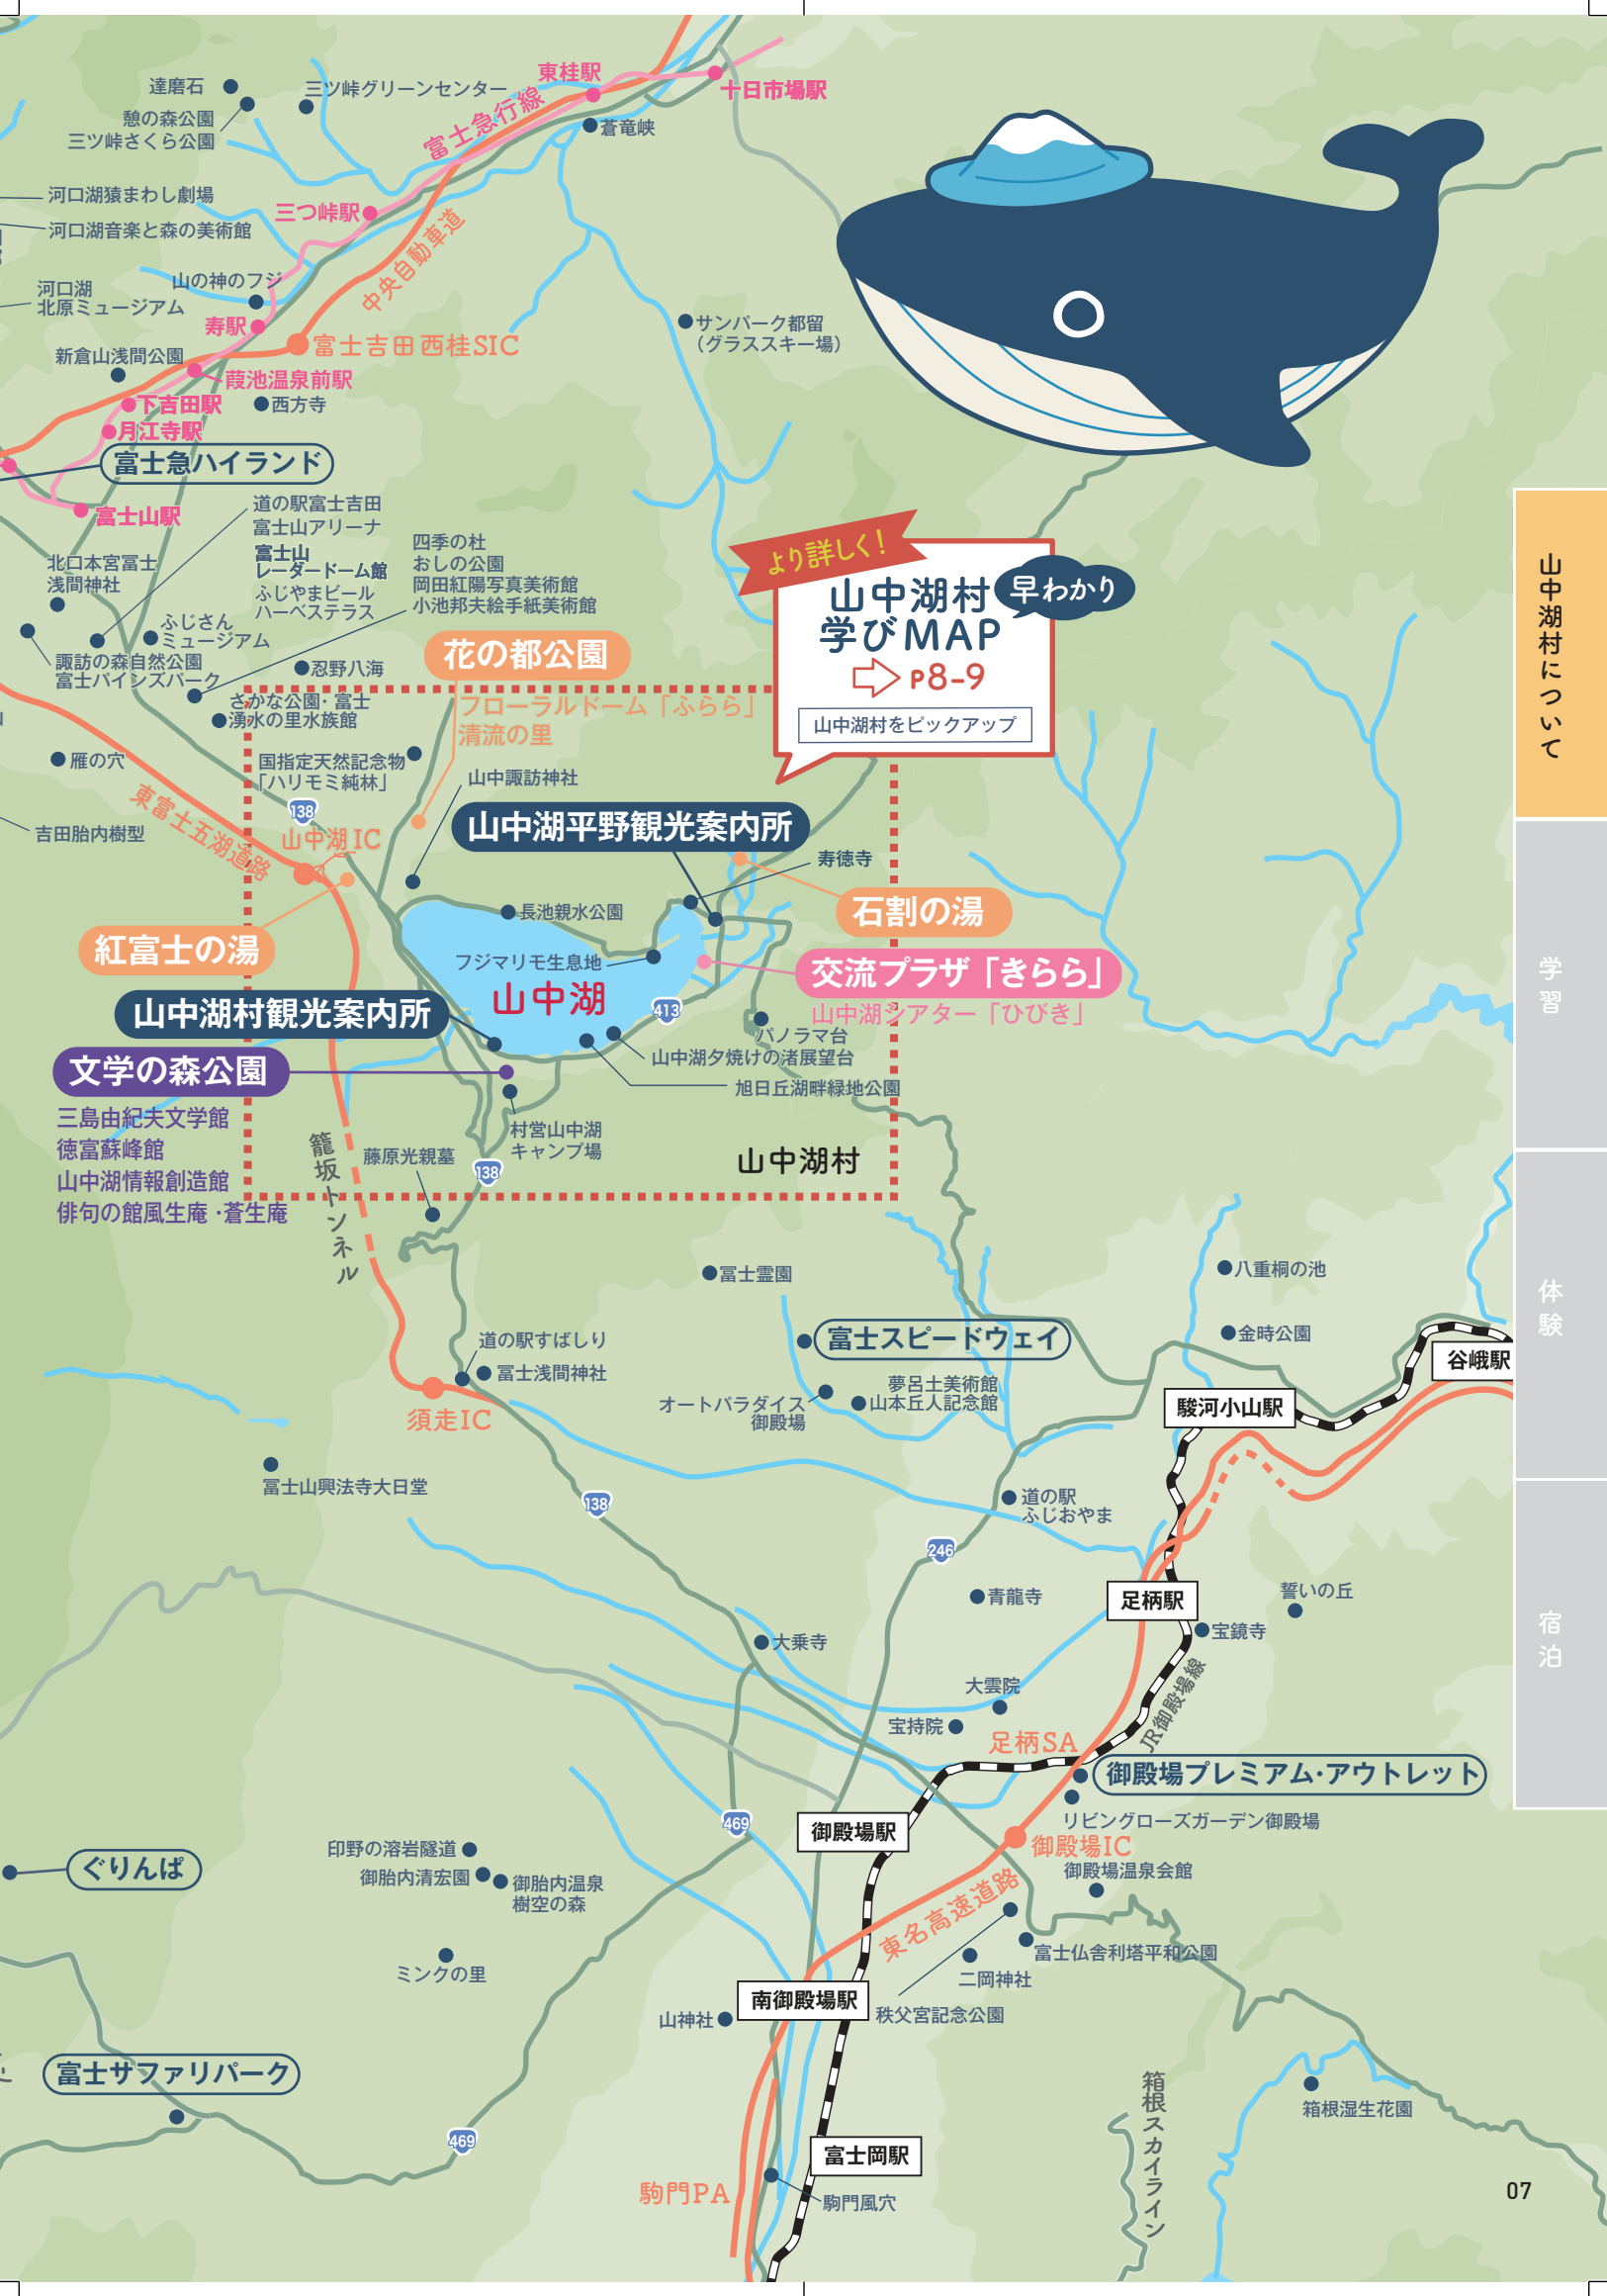 達磨石
三ツ峠グリーンセンター
東桂駅
十日市場駅
憩の森公園
三ツ峠さくら公園
富士急行線
蒼竜峡
河口湖猿まわし劇場
三つ峠駅
河口湖音楽と森の美術館
中央自動車道
山の神のフジ
河口湖
北原ミュージアム
寿駅
富士吉田西桂SIC
サンパーク都留
(グラススキー場)
新倉山浅間公園
葭池温泉前駅
下吉田駅
西方寺
月江寺駅
富士急ハイランド
富士山駅
道の駅富士吉田
富士山アリーナ
富士山
レーダードーム館
ふじやまビール
ハーベステラス
四季の杜
おしの公園
岡田紅陽写真美術館
小池邦夫絵手紙美術館
北口本宮冨士
浅間神社
ふじさん
ミュージアム
諏訪の森自然公園
富士パインズパーク
忍野八海
さかな公園・富士
湧水の里水族館
より詳しく!
山中湖村
学びMAP
早わかり
P8-9
山中湖村をピックアップ
花の都公園
フローラルドーム「ふらら」
清流の里
雁の穴
国指定天然記念物
「ハリモミ純林」
山中諏訪神社
東富士五湖道路
138
山中湖IC
吉田胎内樹型
山中湖平野観光案内所
寿徳寺
石割の湯
長池親水公園
紅富士の湯
フジマリモ生息地
交流プラザ「きらら」
山中湖シアター「ひびき」
山中湖
413
山中湖村観光案内所
パノラマ台
山中湖夕焼けの渚展望台
旭日丘湖畔緑地公園
文学の森公園
三島由紀夫文学館
徳富蘇峰館
山中湖情報創造館
俳句の館風生庵・蒼生庵
村営山中湖
キャンプ場
籠坂トンネル
藤原光親墓
138
山中湖村
冨士霊園
八重桐の池
富士スピードウェイ
金時公園
谷峨駅
道の駅すばしり
冨士浅間神社
夢呂土美術館
山本丘人記念館
オートパラダイス
御殿場
須走IC
駿河小山駅
富士山興法寺大日堂
138
道の駅
ふじおやま
246
青龍寺
足柄駅
誓いの丘
宝鏡寺
大乗寺
大雲院
宝持院
足柄SA
JR御殿場線
御殿場プレミアム・アウトレット
リビングローズガーデン御殿場
469
御殿場駅
御殿場IC
印野の溶岩隧道
御胎内清宏園
御胎内温泉
樹空の森
ぐりんぱ
御殿場温泉会館
東名高速道路
富士仏舎利塔平和公園
二岡神社
ミンクの里
南御殿場駅
山神社
秩父宮記念公園
富士サファリパーク
箱根スカイライン
箱根湿生花園
469
富士岡駅
駒門PA
駒門風穴
山中湖村について
学習
体験
宿泊
07